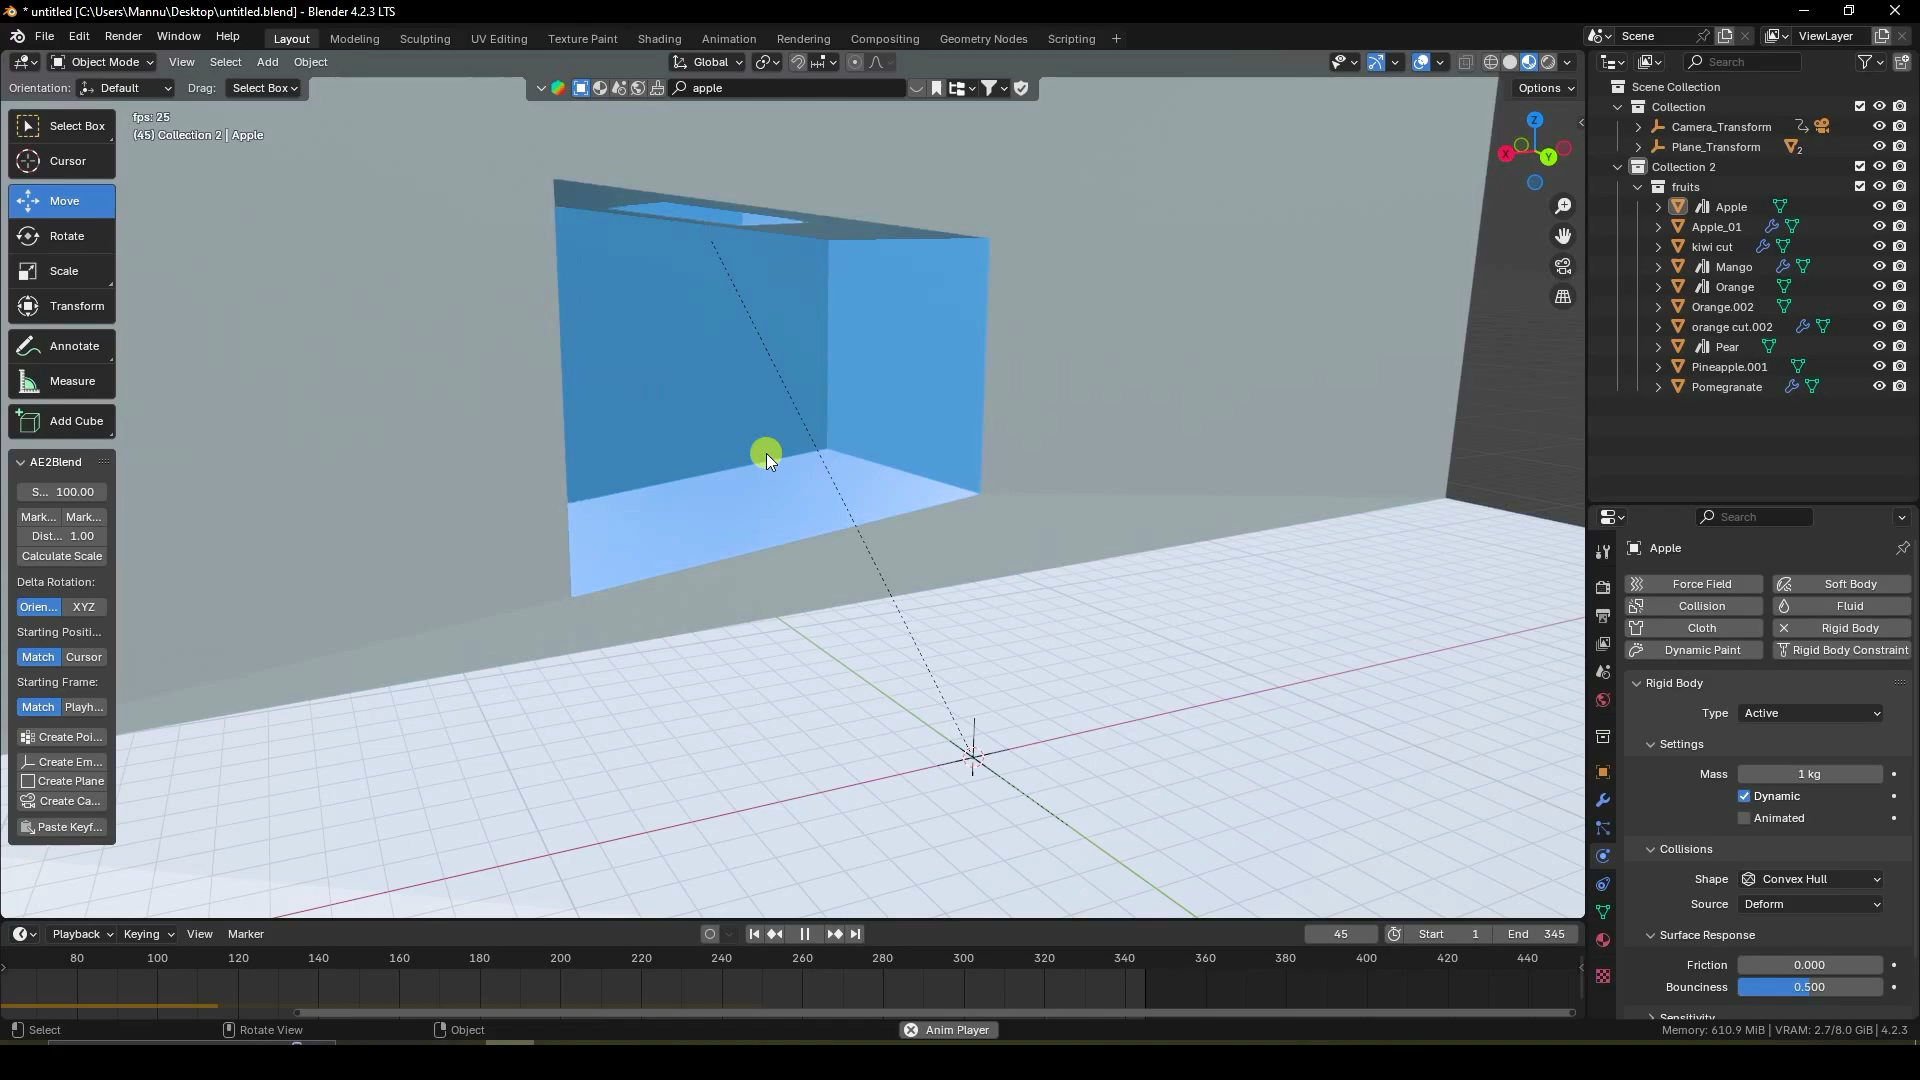 * untitled [C:\Users\Mannu\Desktop\untitled.blend] - Blender 4.2.3 LTS
File Edit Render Window Help
Layout Modeling Sculpting UV Editing Texture Paint Shading Animation Rendering Compositing Geometry Nodes Scripting +
Scene
ViewLayer
Object Mode View Select Add Object
Global
Search
Orientation: Default Drag: Select Box
apple
Options
fps: 25
(45) Collection 2 | Apple
Select Box
Cursor
Move
Rotate
Scale
Transform
Annotate
Measure
Add Cube
AE2Blend
S... 100.00
Mark... Mark...
Dist... 1.00
Calculate Scale
Delta Rotation:
Orien... XYZ
Starting Positi...
Match Cursor
Starting Frame:
Match Playh...
Create Poi...
Create Em...
Create Plane
Create Ca...
Paste Keyf...
Z
X
Y
Scene Collection
Collection
Camera_Transform
Plane_Transform 2
Collection 2
fruits
Apple
Apple_01
kiwi cut
Mango
Orange
Orange.002
orange cut.002
Pear
Pineapple.001
Pomegranate
Search
Apple
Force Field Soft Body
Collision Fluid
Cloth Rigid Body
Dynamic Paint Rigid Body Constraint
Rigid Body
Type Active
Settings
Mass 1 kg
Dynamic
Animated
Collisions
Shape Convex Hull
Source Deform
Surface Response
Friction 0.000
Bounciness 0.500
Sensitivity
Playback Keying View Marker
45 Start 1 End 345
80 100 120 140 160 180 200 220 240 260 280 300 320 340 360 380 400 420 440
Select Rotate View Object Anim Player Memory: 610.9 MiB | VRAM: 2.7/8.0 GiB | 4.2.3